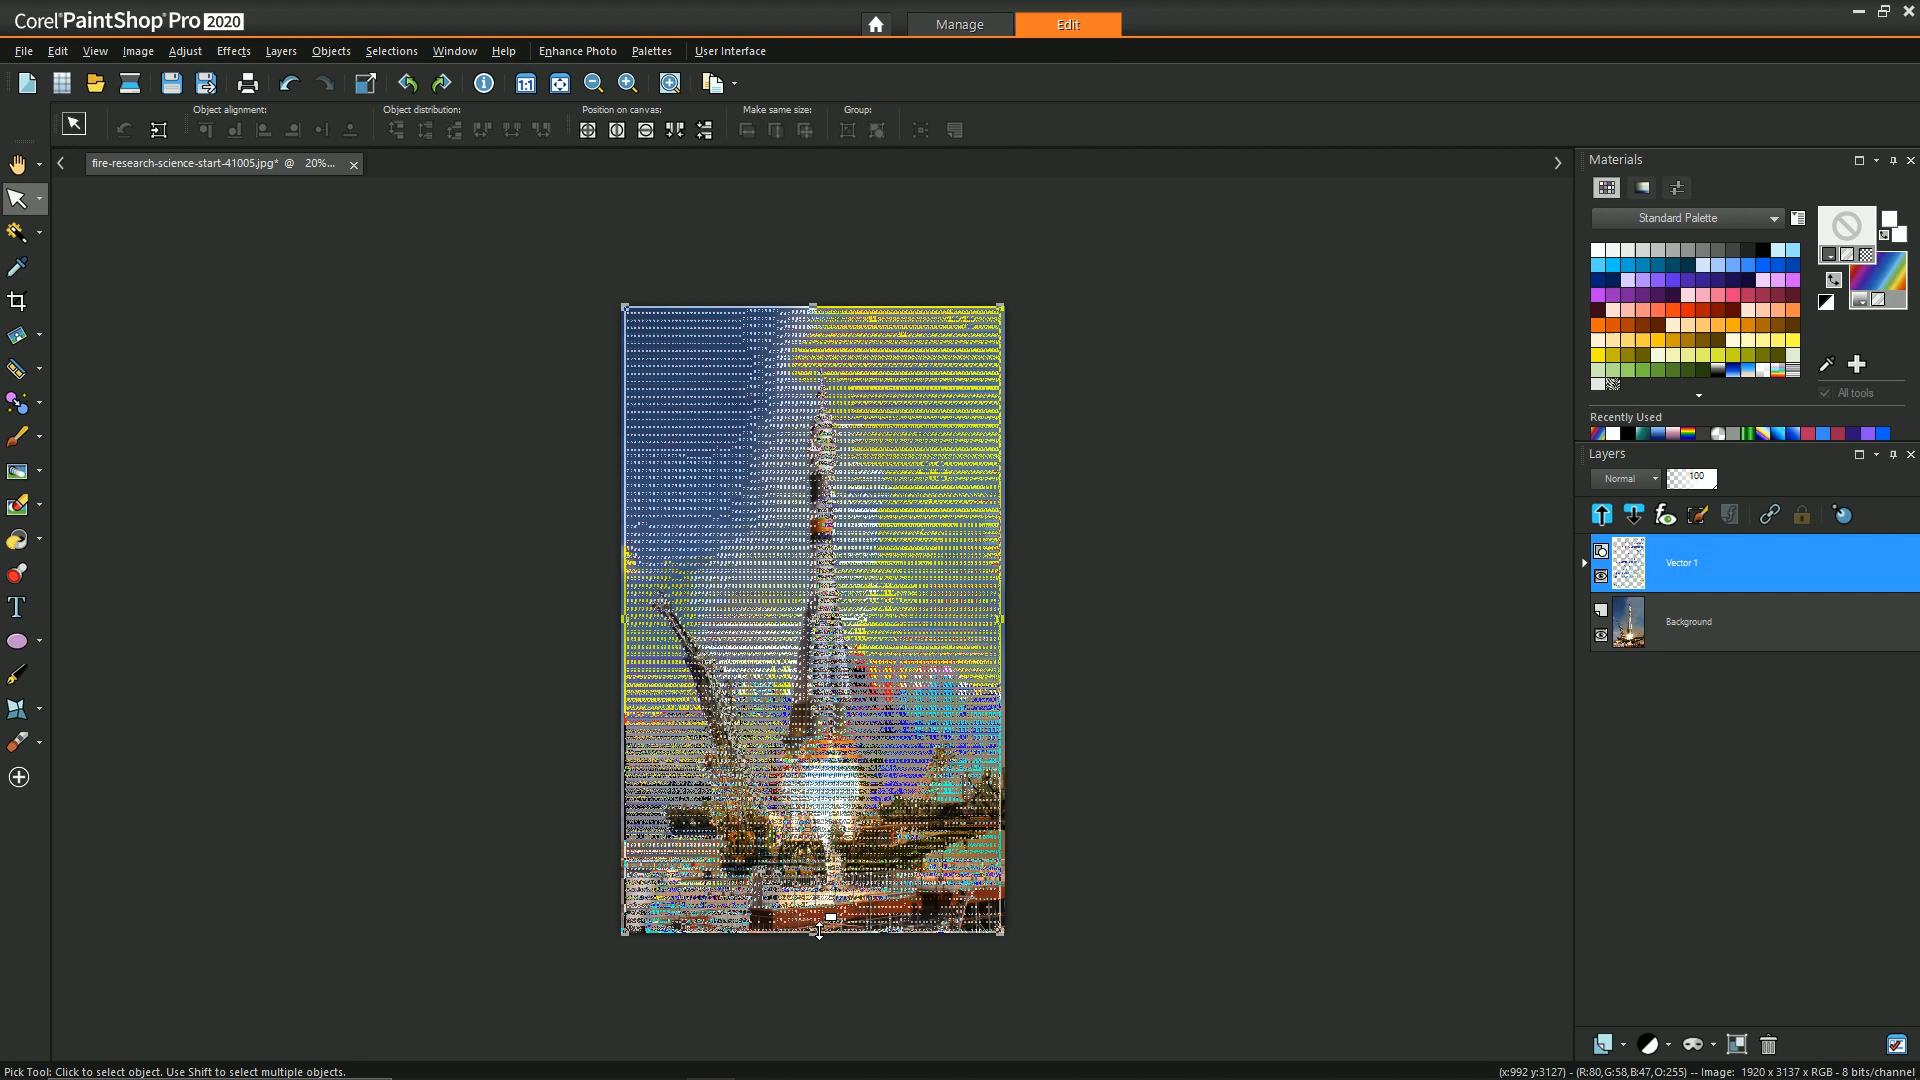 Corel PaintShop Pro 2020
Manage
Edit
File Edit View Image Adjust Effects Layers Objects Selections Window Help Enhance Photo Palettes User Interface
1:1
Object alignment: Object distribution: Position on canvas: Make same size: Group:
fire-research-science-start-41005.jpg* @ 20%...
Materials
Standard Palette
All tools
Recently Used
Layers
Normal
100
Vector 1
Background
Pick Tool: Click to select object. Use Shift to select multiple objects.
(x:992 y:3127) - (R:80,G:58,B:47,O:255) -- Image: 1920 x 3137 x RGB - 8 bits/channel